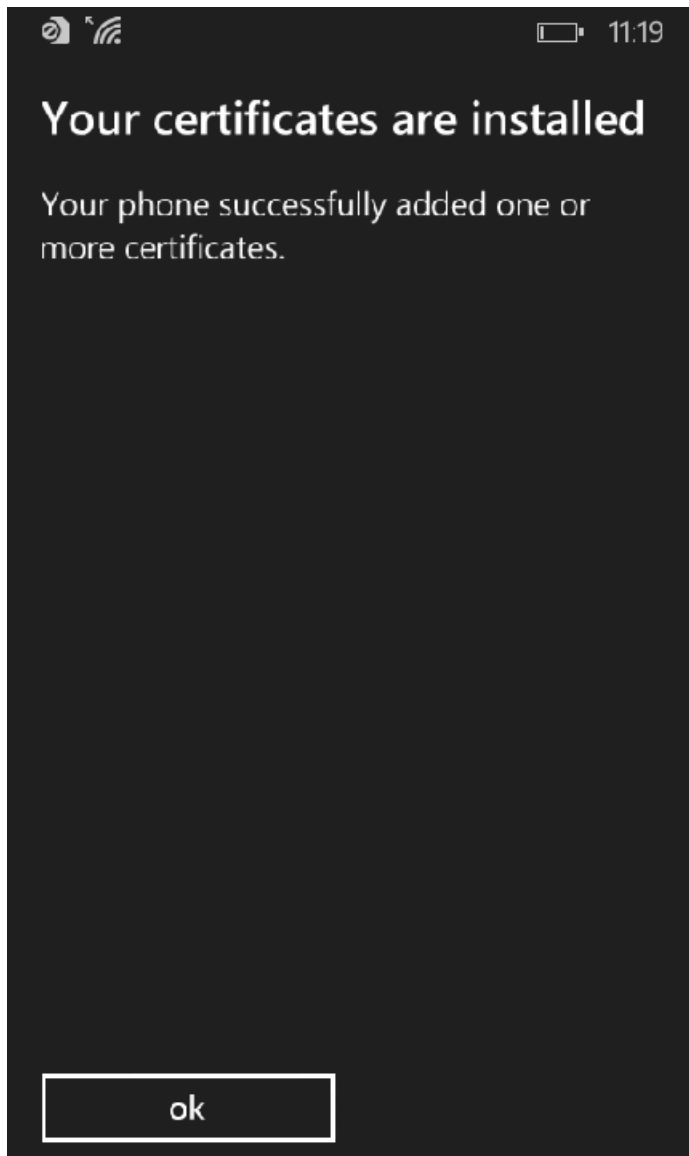 11:19
Your certificates are installed
Your phone successfully added one or
more certificates.
ok